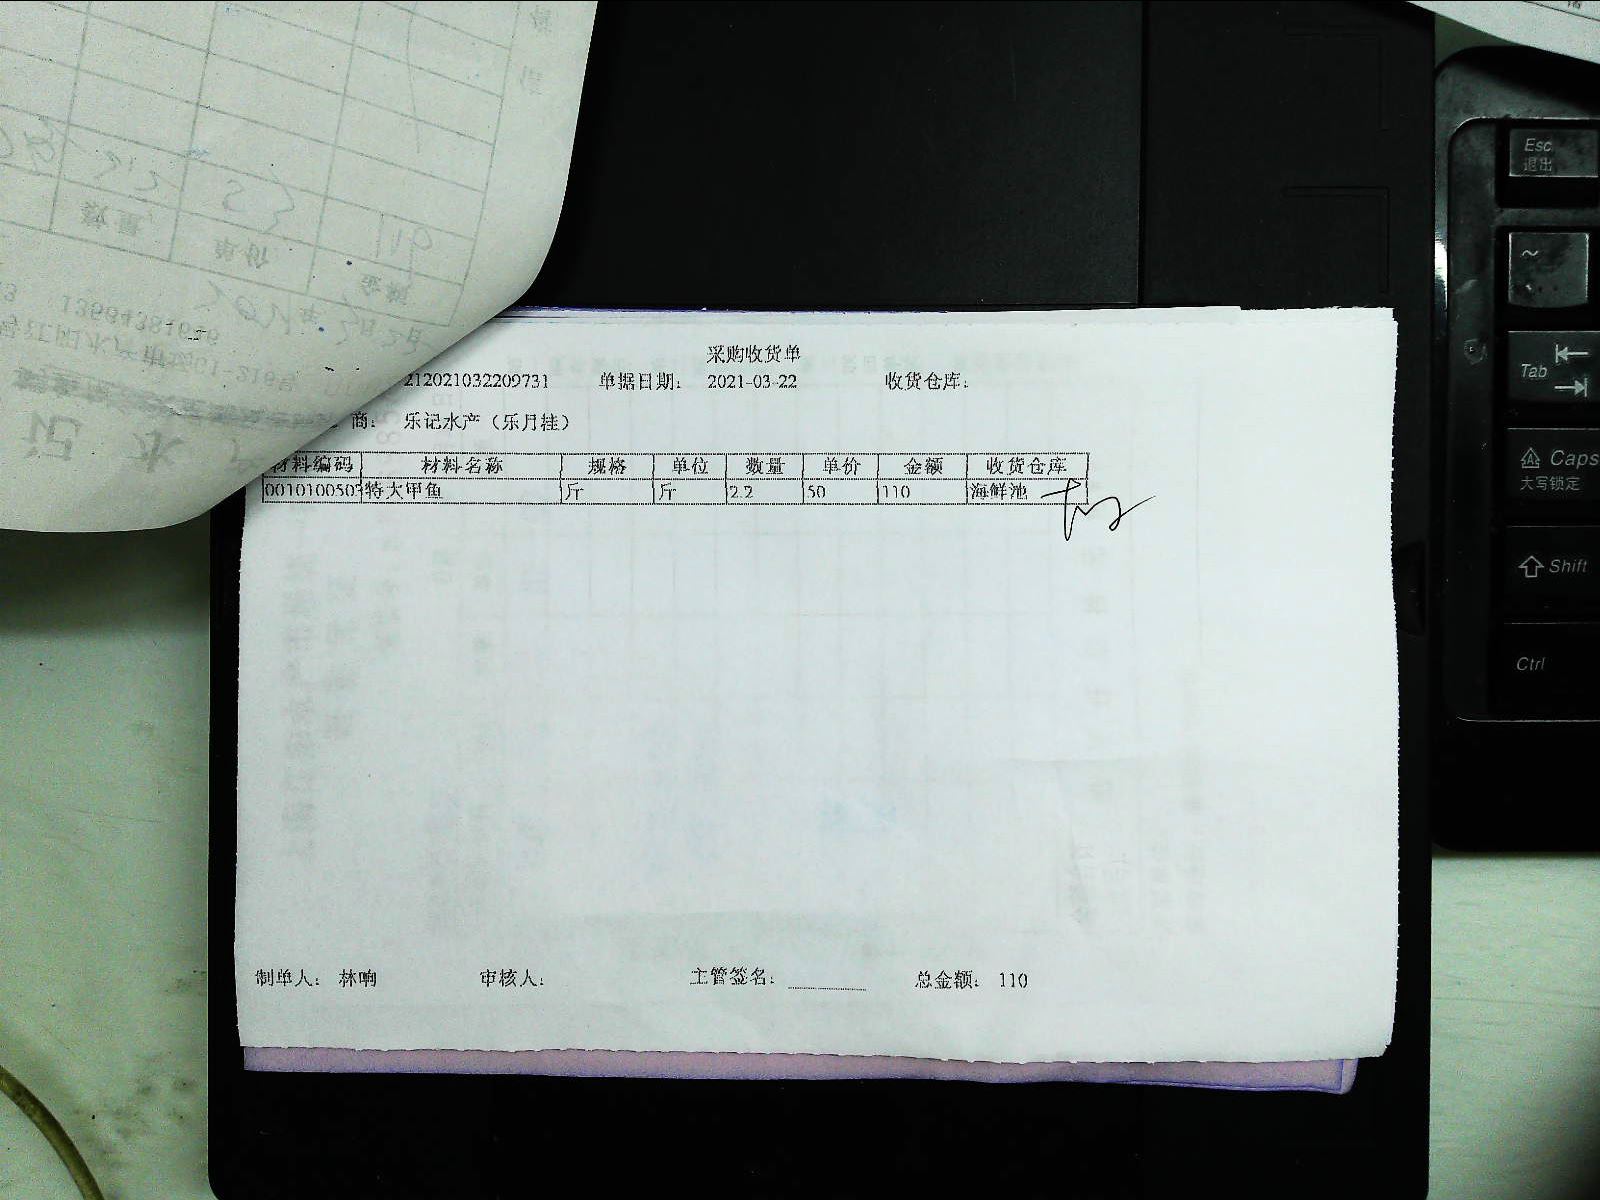 采购收货单
212021032209731 单据日期： 2021-03-22 收货仓库：
商： 乐记水产（乐月桂）
材料编码 材料名称 规格 单位 数量 单价 金额 收货仓库
0010100503 特大甲鱼 斤 斤 2.2 50 110 海鲜池
制单人： 林响 审核人： 主管签名： 总金额： 110
Esc
退出
~
Tab
Caps
大写锁定
Shift
Ctrl